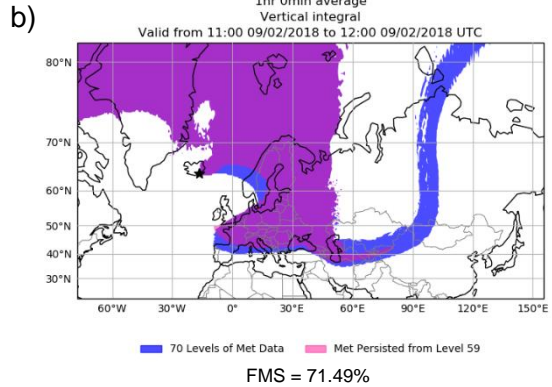 b)
1hr 0min average
Vertical integral
Valid from 11:00 09/02/2018 to 12:00 09/02/2018 UTC
80°N
70°N
60°N
50°N
40°N
30°N
60°W 30°W 0° 30°E 60°E 90°E 120°E 150°E
70 Levels of Met Data Met Persisted from Level 59
FMS = 71.49%